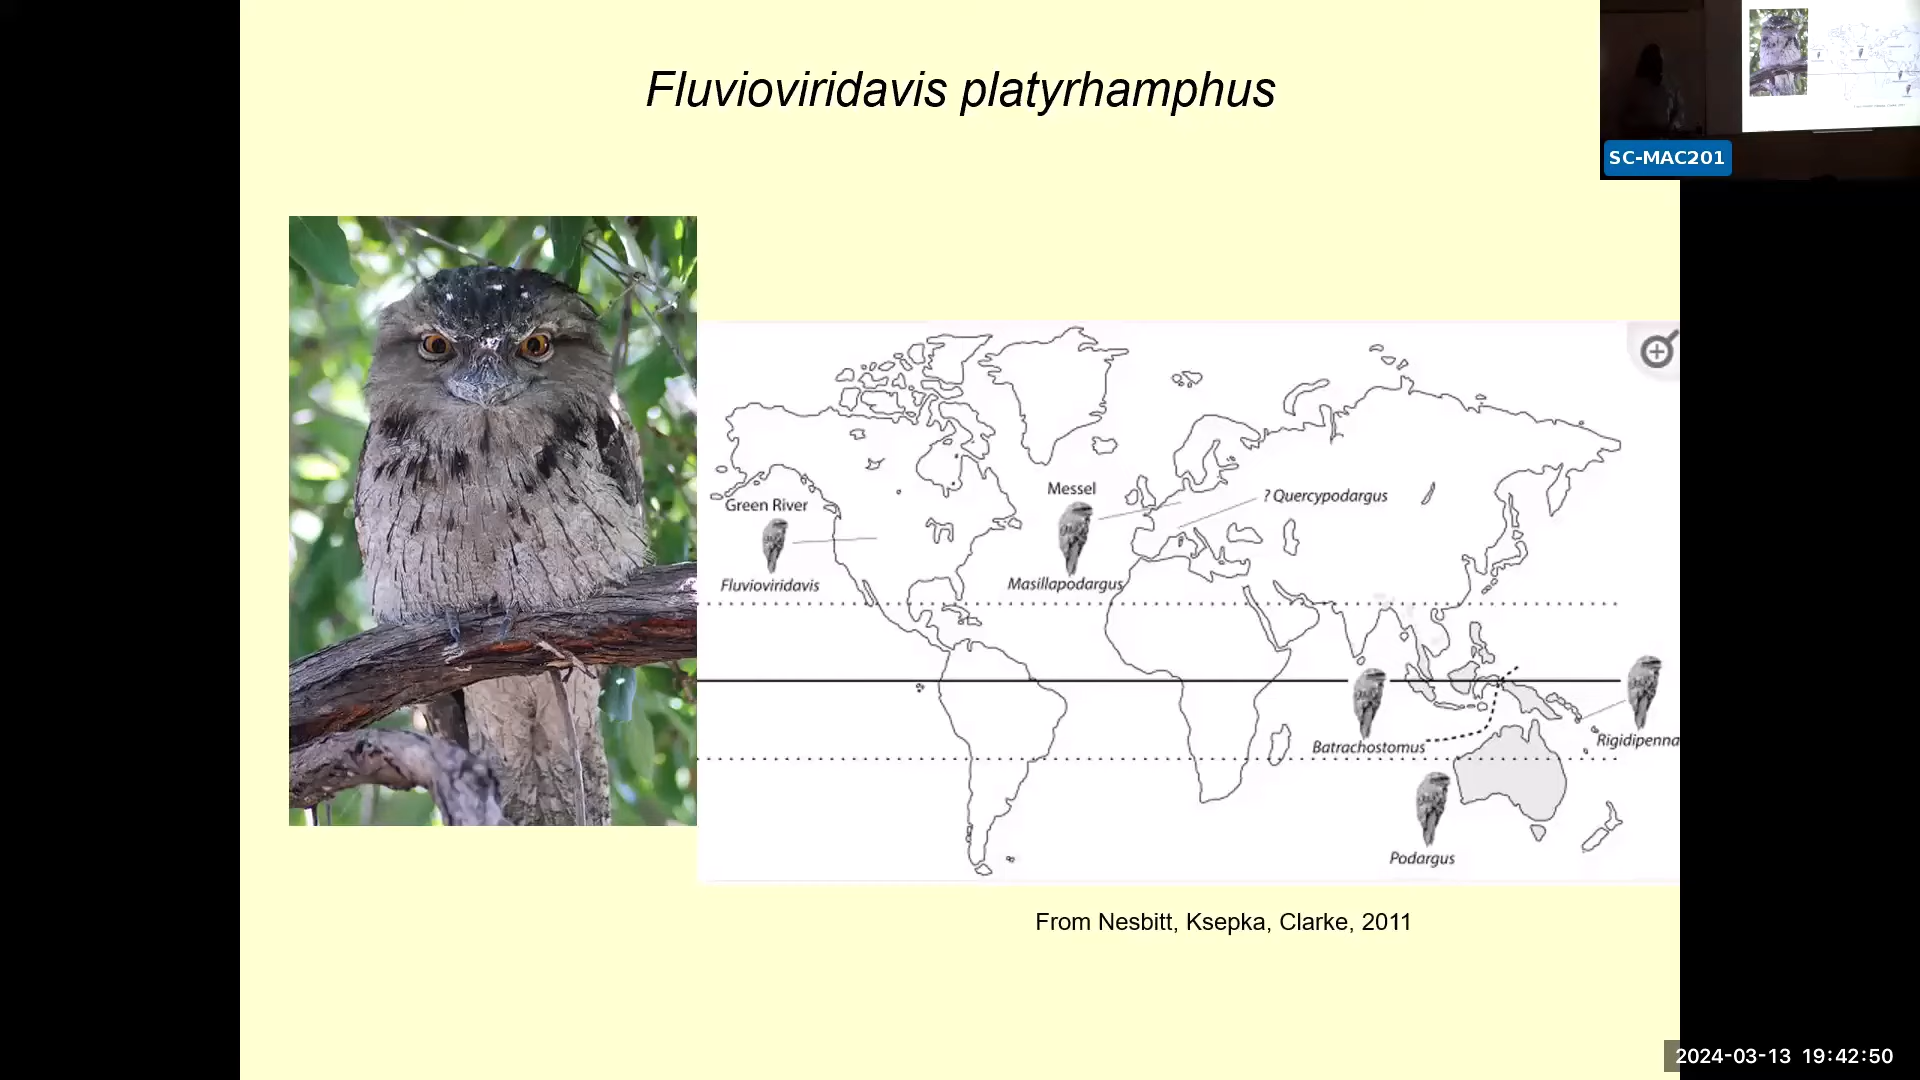 Fluvioviridavis platyrhamphus
SC-MAC201
Green River
Messel
? Quercypodargus
Fluvioviridavis
Masillapodargus
Batrachostomus
Rigidipenna
Podargus
From Nesbitt, Ksepka, Clarke, 2011
2024-03-13 19:42:50